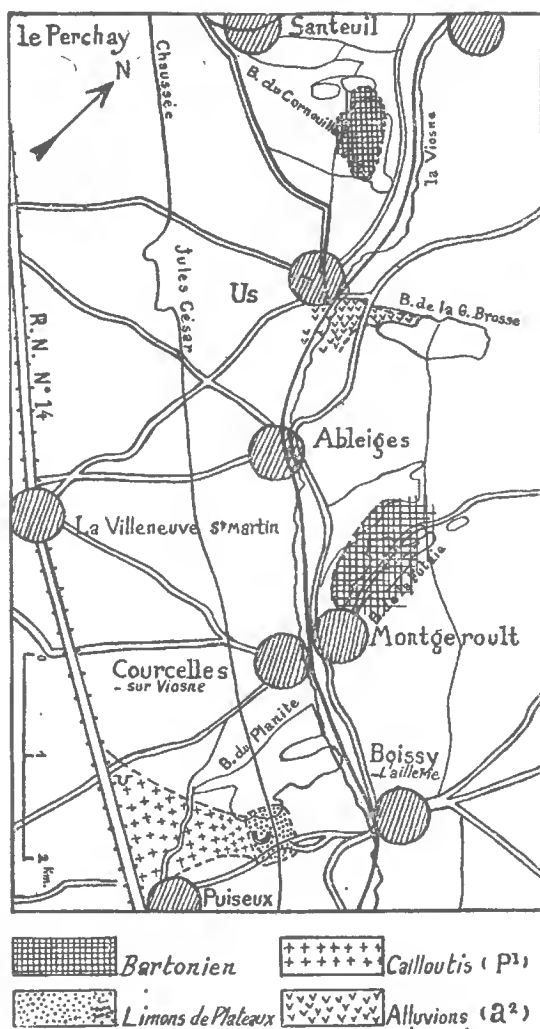 le Perchay
Santeuil
N
Chaussée
B. du Cornouiller
la Viosne
Jules César
Us
B. de la G. Brosse
R.N. N° 14
Ableiges
La Villeneuve St Martin
B. de la
Montgeroult
Courcelles
- sur Viosne
B. du Planite
Boissy
- L'aillerie
0
1
2 Km.
Puiseux
Bartonien
Cailloutis (P1)
Limons de Plateaux
Alluvions (a2)